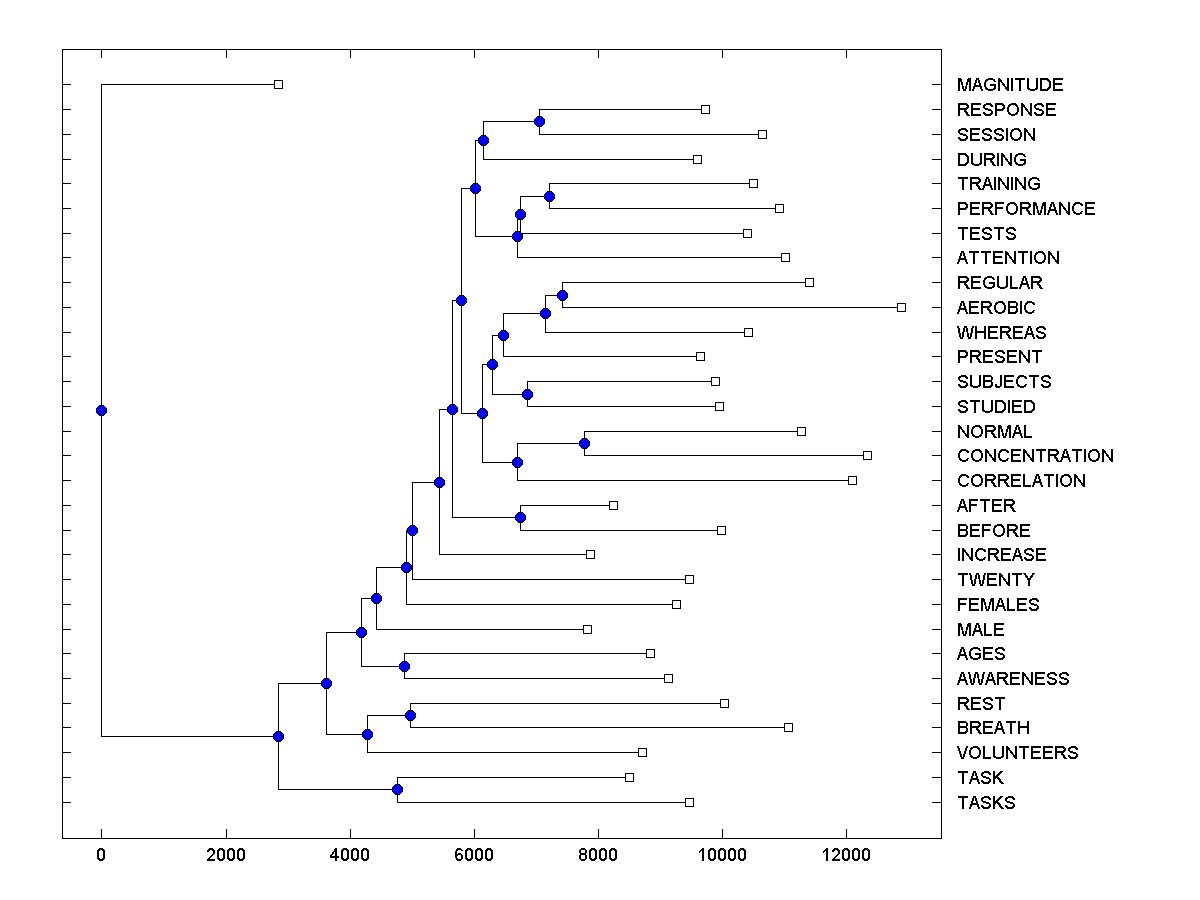 MAGNITUDE
RESPONSE
SESSION
DURING
TRAINING
PERFORMANCE
TESTS
ATTENTION
REGULAR
AEROBIC
WHEREAS
PRESENT
SUBJECTS
STUDIED
NORMAL
CONCENTRATION
CORRELATION
AFTER
BEFORE
INCREASE
TWENTY
FEMALES
MALE
AGES
AWARENESS
REST
BREATH
VOLUNTEERS
TASK
TASKS
0 2000 4000 6000 8000 10000 12000